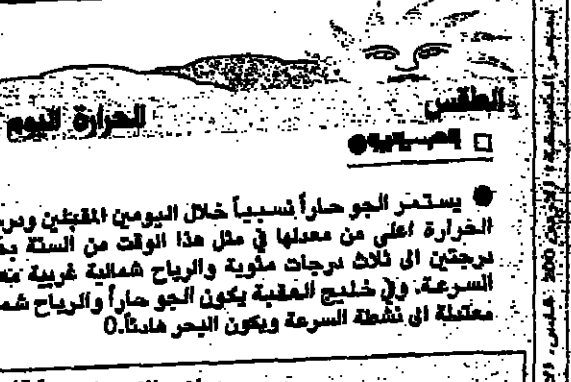 الطقس
الحرارة اليوم
يستمر الجو حاراً نسبياً خلال اليومين المقبلين ودر
الحرارة اعلى من معدلها في مثل هذا الوقت من السنة
درجتين الى ثلاث درجات مئوية والرياح شمالية غربية
السرعة. وفي خليج العقبة يكون الجو حاراً والرياح شما
معتدلة الى نشطة السرعة ويكون البحر هادئاً.